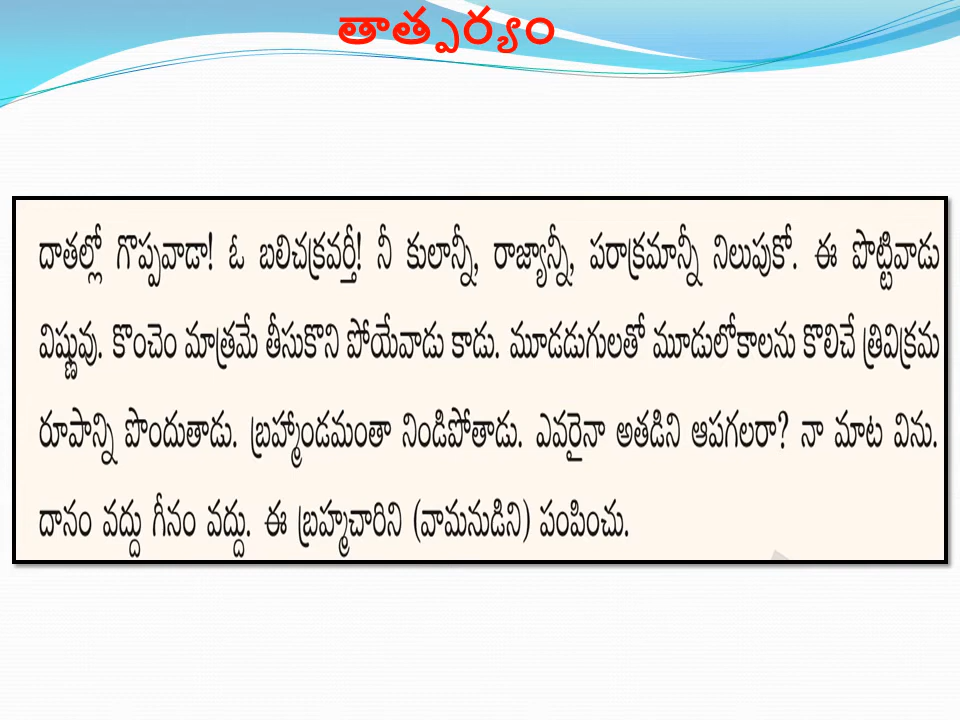 తాత్పర్యం
దాతల్లో గొప్పవాడా! ఓ బలిచక్రవర్తీ! నీ కులాన్నీ, రాజ్యాన్నీ, పరాక్రమాన్నీ నిలుపుకో. ఈ పొట్టివాడు
విష్ణువు. కొంచెం మాత్రమే తీసుకొని పోయేవాడు కాడు. మూడడుగులతో మూడులోకాలను కొలిచే త్రివిక్రమ
రూపాన్ని పొందుతాడు. బ్రహ్మాండమంతా నిండిపోతాడు. ఎవరైనా అతడిని ఆపగలరా? నా మాట విను.
దానం వద్దు గీనం వద్దు. ఈ బ్రహ్మచారిని (వామనుడిని) పంపించు.